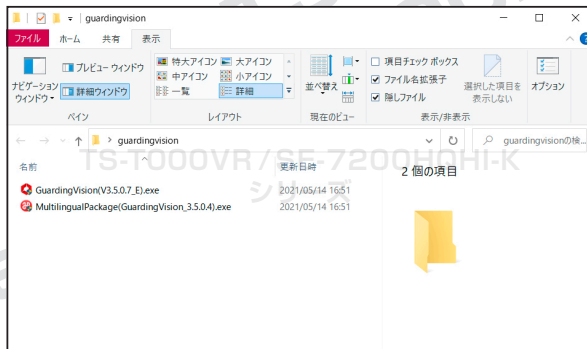 guardingvision
ファイル ホーム 共有 表示
ナビゲーション ウィンドウ
プレビュー ウィンドウ
詳細ウィンドウ
ペイン
特大アイコン 大アイコン
中アイコン 小アイコン
一覧 詳細
レイアウト
並べ替え
現在のビュー
項目チェック ボックス
ファイル名拡張子
隠しファイル
選択した項目を
表示しない
表示/非表示
オプション
guardingvision
guardingvisionの検...
TS-T000VR / SF-7200HQHI-K
シリーズ
名前 更新日時
2 個の項目
GuardingVision(V3.5.0.7_E).exe 2021/05/14 16:51
MultilingualPackage(GuardingVision_3.5.0.4).exe 2021/05/14 16:51